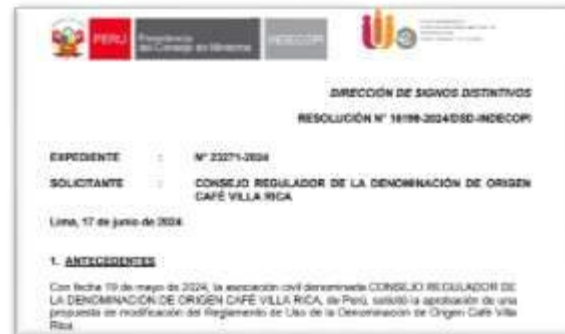 PERÚ
Presidencia
del Consejo de Ministros
INDECOPI
DIRECCIÓN DE SIGNOS DISTINTIVOS
RESOLUCIÓN N° -2024/DSD-INDECOPI
EXPEDIENTE : N° 23271-2024
SOLICITANTE : CONSEJO REGULADOR DE LA DENOMINACIÓN DE ORIGEN
CAFÉ VILLA RICA
Lima, 17 de junio de 2024
1. ANTECEDENTES
Con fecha 19 de mayo de 2024, la asociación civil denominada CONSEJO REGULADOR DE
LA DENOMINACIÓN DE ORIGEN CAFÉ VILLA RICA, de Perú, solicitó la aprobación de una
propuesta de modificación del Reglamento de Uso de la Denominación de Origen Café Villa
Rica